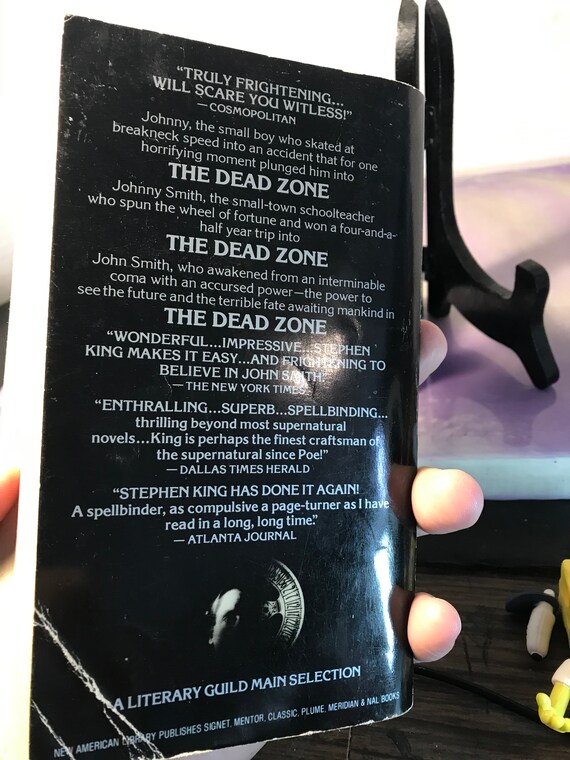 “TRULY FRIGHTENING...
WILL SCARE YOU WITLESS!”
—COSMOPOLITAN
Johnny, the small boy who skated at
breakneck speed into an accident that for one
horrifying moment plunged him into
THE DEAD ZONE
Johnny Smith, the small-town schoolteacher
who spun the wheel of fortune and won a four-and-a-
half year trip into
THE DEAD ZONE
John Smith, who awakened from an interminable
coma with an accursed power—the power to
see the future and the terrible fate awaiting mankind in
THE DEAD ZONE
“WONDERFUL...IMPRESSIVE...STEPHEN
KING MAKES IT EASY...AND FRIGHTENING TO
BELIEVE IN JOHN SMITH.”
—THE NEW YORK TIMES
“ENTHRALLING...SUPERB...SPELLBINDING...
thrilling beyond most supernatural
novels...King is perhaps the finest craftsman of
the supernatural since Poe!”
—DALLAS TIMES HERALD
“STEPHEN KING HAS DONE IT AGAIN!
A spellbinder, as compulsive a page-turner as I have
read in a long, long time.”
—ATLANTA JOURNAL
A LITERARY GUILD MAIN SELECTION
NEW AMERICAN LIBRARY PUBLISHES SIGNET, MENTOR, CLASSIC, PLUME, MERIDIAN & NAL BOOKS